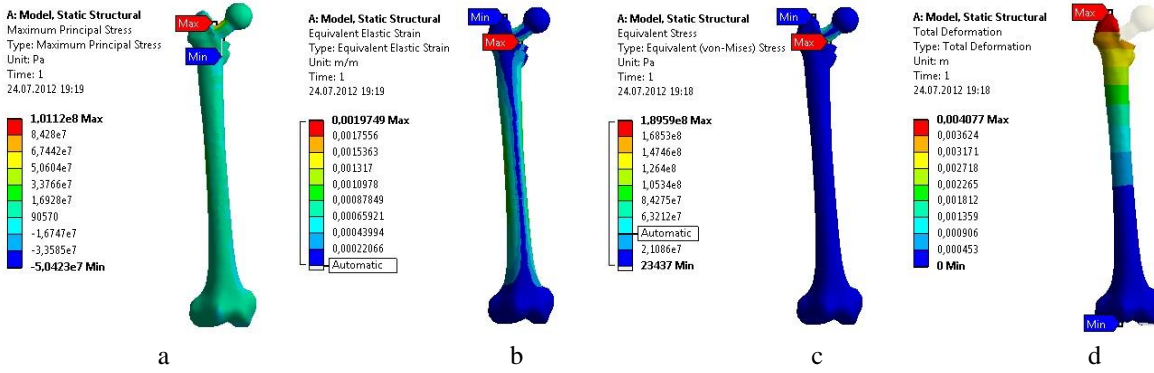 A: Model, Static Structural
Maximum Principal Stress
Type: Maximum Principal Stress
Unit: Pa
Time: 1
24.07.2012 19:19
Max
Min
1,0112e8 Max
8,428e7
6,7442e7
5,0604e7
3,3766e7
1,6928e7
90570
-1,6747e7
-3,3585e7
-5,0423e7 Min
a
A: Model, Static Structural
Equivalent Elastic Strain
Type: Equivalent Elastic Strain
Unit: m/m
Time: 1
24.07.2012 19:19
Min
Max
0,0019749 Max
0,0017556
0,0015363
0,001317
0,0010978
0,00087849
0,00065921
0,00043994
0,00022066
Automatic
b
A: Model, Static Structural
Equivalent Stress
Type: Equivalent (von-Mises) Stress
Unit: Pa
Time: 1
24.07.2012 19:18
Min
Max
1,8959e8 Max
1,6853e8
1,4746e8
1,264e8
1,0534e8
8,4275e7
6,3212e7
Automatic
2,1086e7
23437 Min
c
A: Model, Static Structural
Total Deformation
Type: Total Deformation
Unit: m
Time: 1
24.07.2012 19:18
Max
0,004077 Max
0,003624
0,003171
0,002718
0,002265
0,001812
0,001359
0,000906
0,000453
0 Min
Min
d